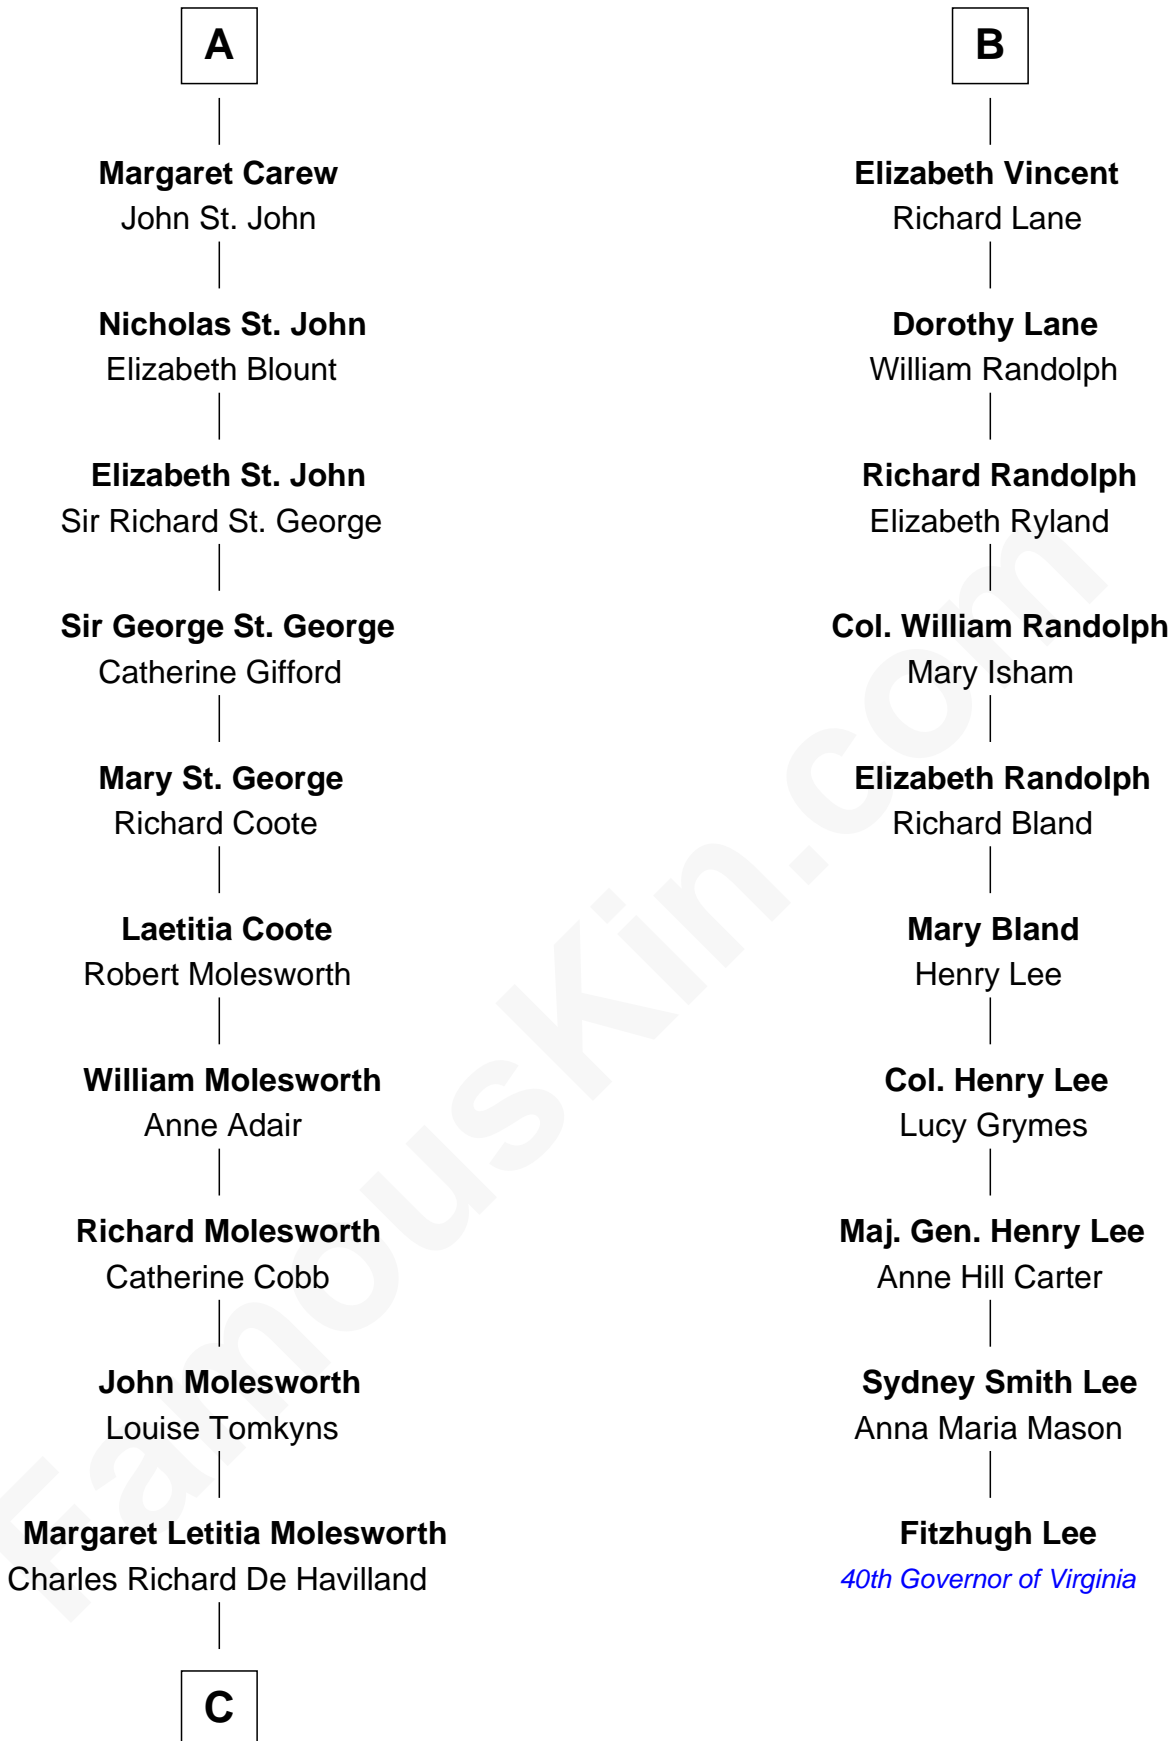 A
Margaret Carew
John St. John
Nicholas St. John
Elizabeth Blount
Elizabeth St. John
Sir Richard St. George
Sir George St. George
Catherine Gifford
Mary St. George
Richard Coote
Laetitia Coote
Robert Molesworth
William Molesworth
Anne Adair
Richard Molesworth
Catherine Cobb
John Molesworth
Louise Tomkyns
Margaret Letitia Molesworth
Charles Richard De Havilland
C
B
Elizabeth Vincent
Richard Lane
Dorothy Lane
William Randolph
Richard Randolph
Elizabeth Ryland
Col. William Randolph
Mary Isham
Elizabeth Randolph
Richard Bland
Mary Bland
Henry Lee
Col. Henry Lee
Lucy Grymes
Maj. Gen. Henry Lee
Anne Hill Carter
Sydney Smith Lee
Anna Maria Mason
Fitzhugh Lee
40th Governor of Virginia
FamousKin.com